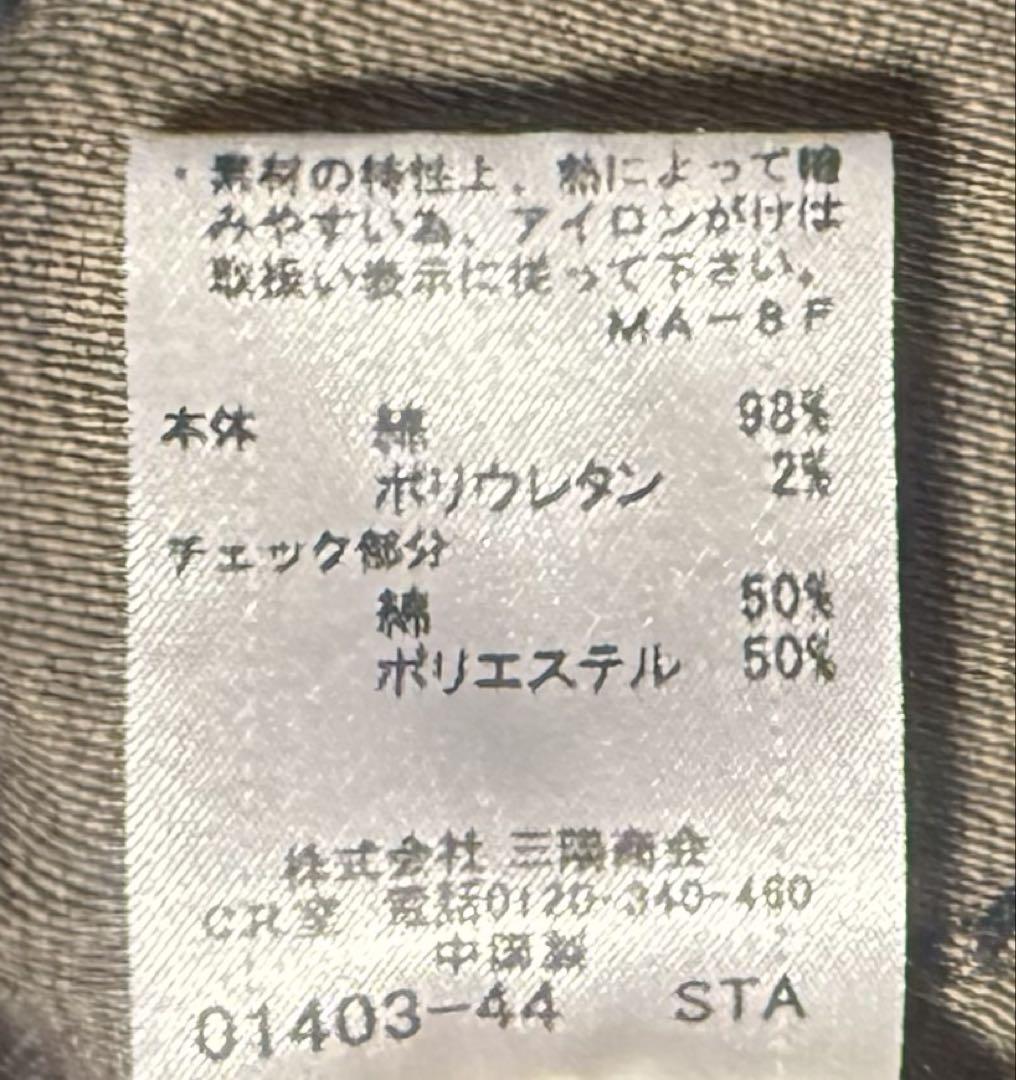 ・素材の特性上、熱によって縮
みやすい為、アイロンがけは
取扱い表示に従って下さい。
MA-8F
本体 綿 98%
ポリウレタン 2%
チェック部分
綿 50%
ポリエステル 50%
株式会社 三陽商会
CR室 電話0120-340-460
中国製
01403-44 STA